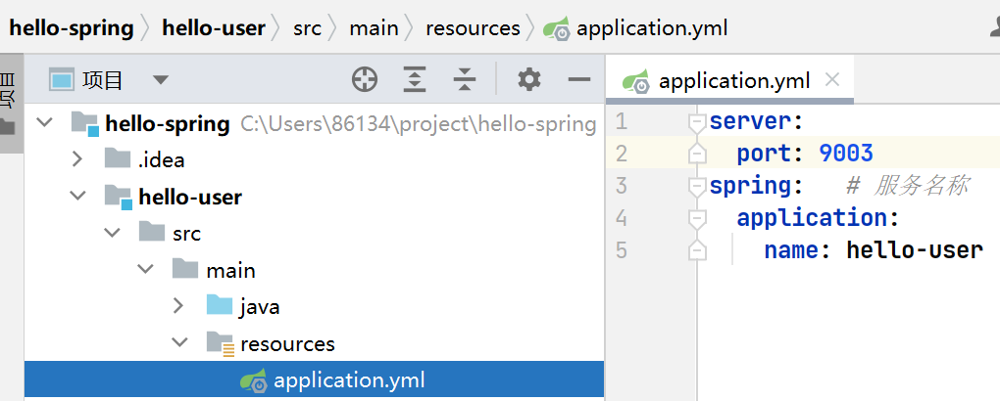 hello-spring hello-user src main resources application.yml
项目
项目
application.yml
hello-spring C:\Users\86134\project\hello-spring
.idea
hello-user
src
main
java
resources
application.yml
1 server:
2 port: 9003
3 spring: # 服务名称
4 application:
5 name: hello-user